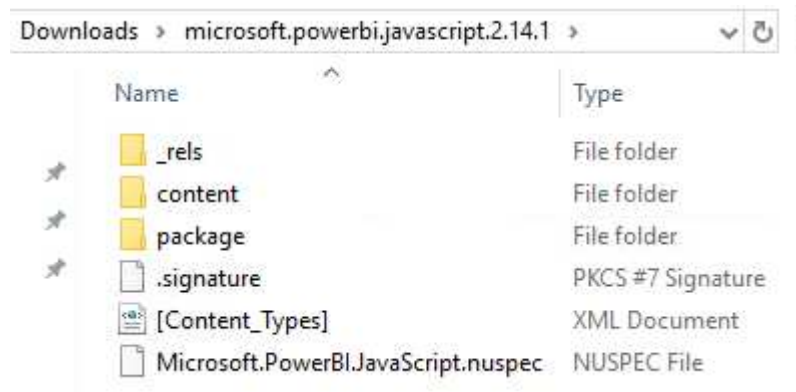 Downloads > microsoft.powerbi.javascript.2.14.1 >
Name Type
_rels File folder
content File folder
package File folder
.signature PKCS #7 Signature
[Content_Types] XML Document
Microsoft.PowerBI.JavaScript.nuspec NUSPEC File